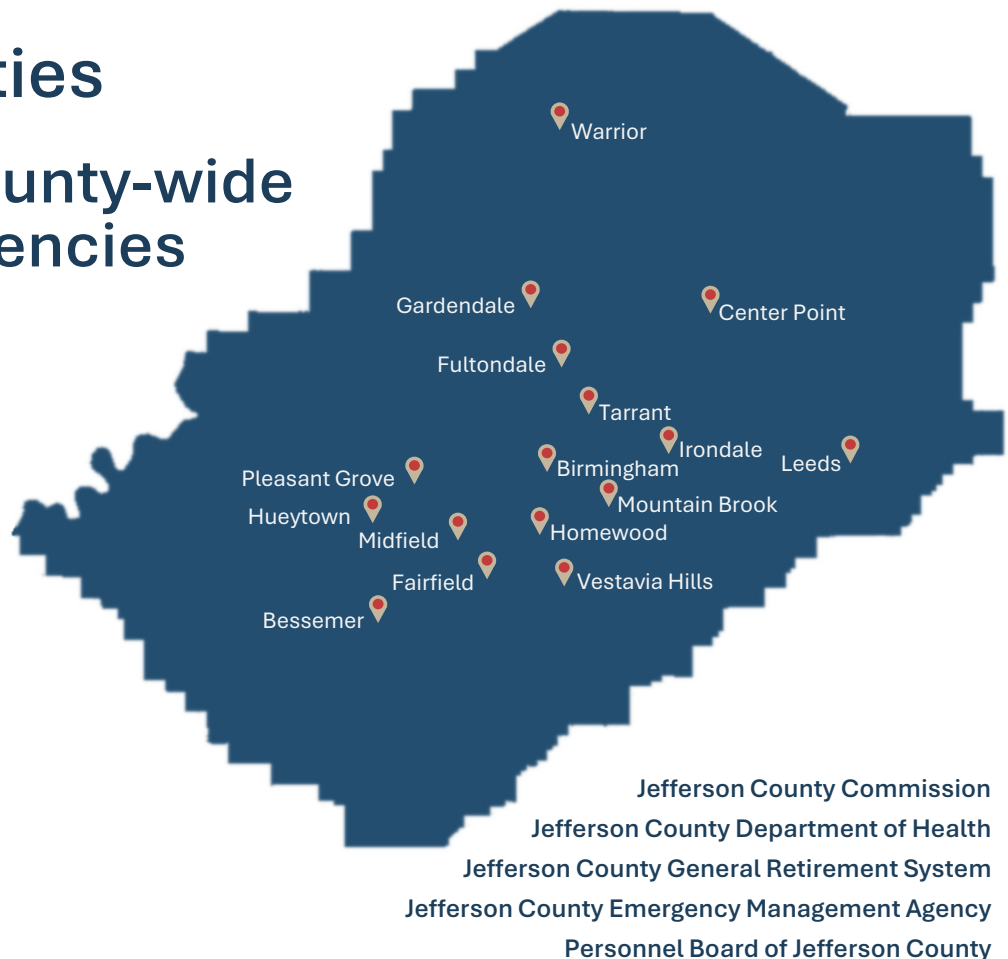 ties
unty-wide
encies
Warrior
Gardendale
Center Point
Fultondale
Tarrant
Irondale
Leeds
Birmingham
Pleasant Grove
Mountain Brook
Hueytown
Homewood
Midfield
Fairfield
Vestavia Hills
Bessemer
Jefferson County Commission
Jefferson County Department of Health
Jefferson County General Retirement System
Jefferson County Emergency Management Agency
Personnel Board of Jefferson County